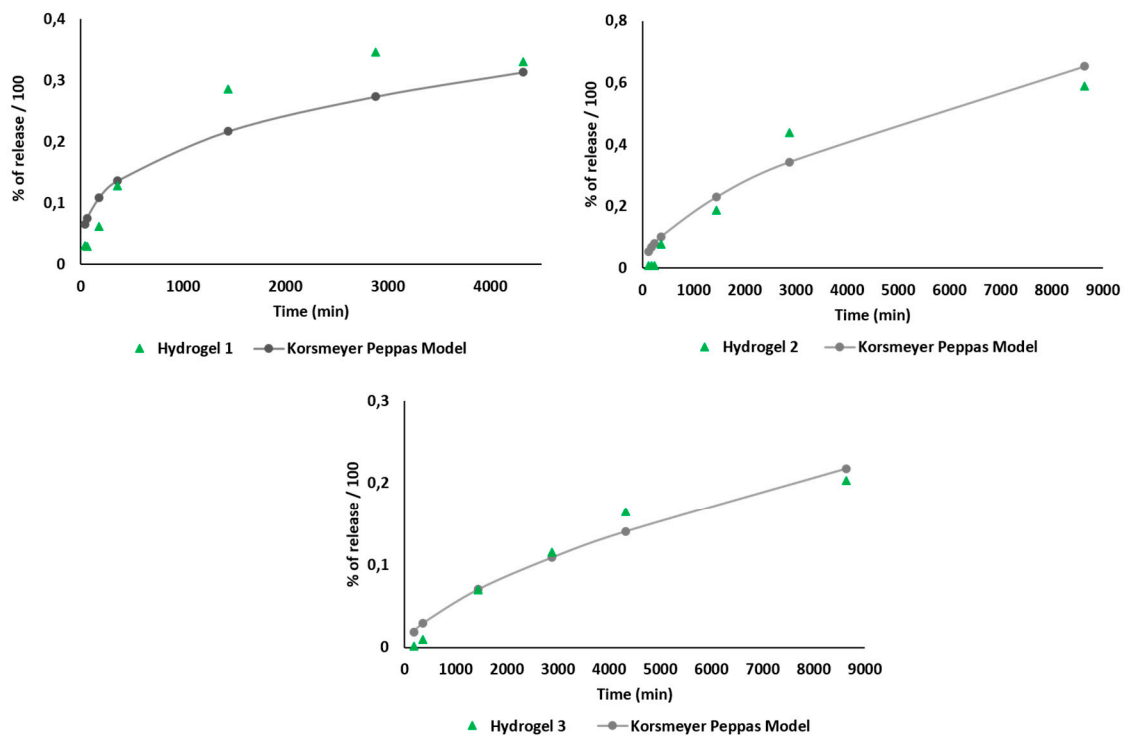 % of release / 100
0,4
0,3
0,2
0,1
0
0 1000 2000 3000 4000
Time (min)
Hydrogel 1 Korsmeyer Peppas Model
% of release / 100
0,8
0,6
0,4
0,2
0
0 1000 2000 3000 4000 5000 6000 7000 8000 9000
Time (min)
Hydrogel 2 Korsmeyer Peppas Model
% of release / 100
0,3
0,2
0,1
0
0 1000 2000 3000 4000 5000 6000 7000 8000 9000
Time (min)
Hydrogel 3 Korsmeyer Peppas Model